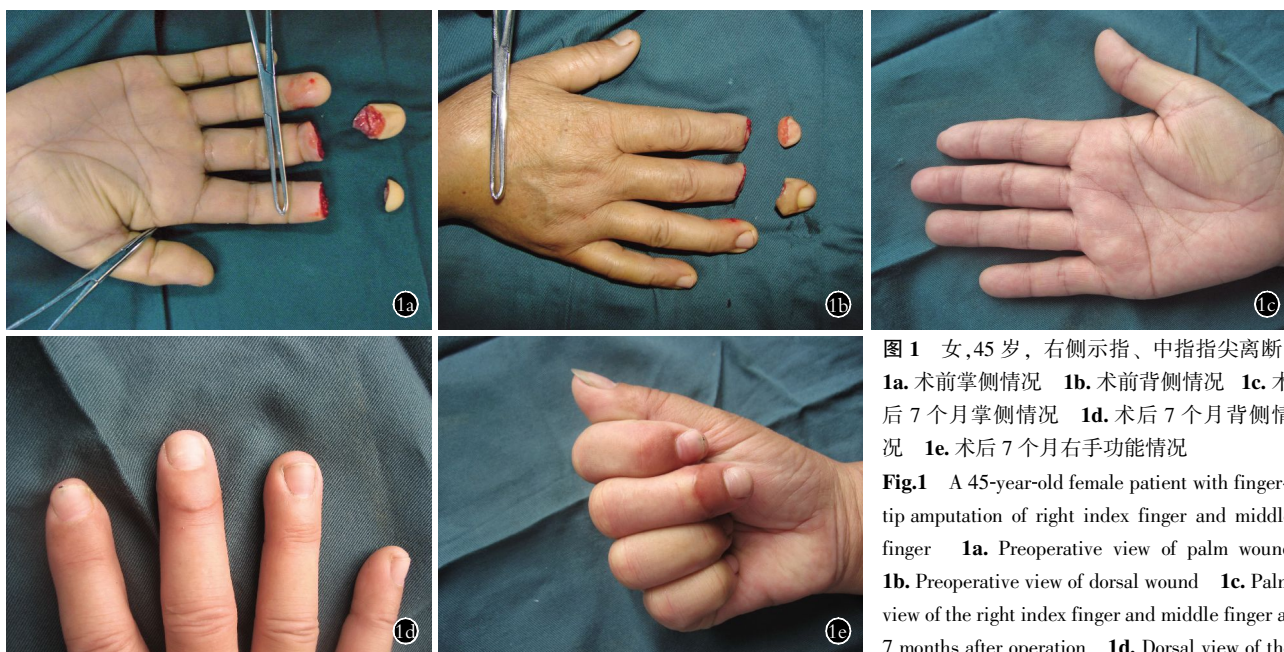 1a
1b
1c
1d
1e
图 1 女,45 岁, 右侧示指、中指指尖离断
1a. 术前掌侧情况 1b. 术前背侧情况 1c. 术
后 7 个月掌侧情况 1d. 术后 7 个月背侧情
况 1e. 术后 7 个月右手功能情况
Fig.1 A 45-year-old female patient with finger-
tip amputation of right index finger and middl
finger 1a. Preoperative view of palm woun
1b. Preoperative view of dorsal wound 1c. Palm
view of the right index finger and middle finger a
7 months after operation 1d. Dorsal view of th